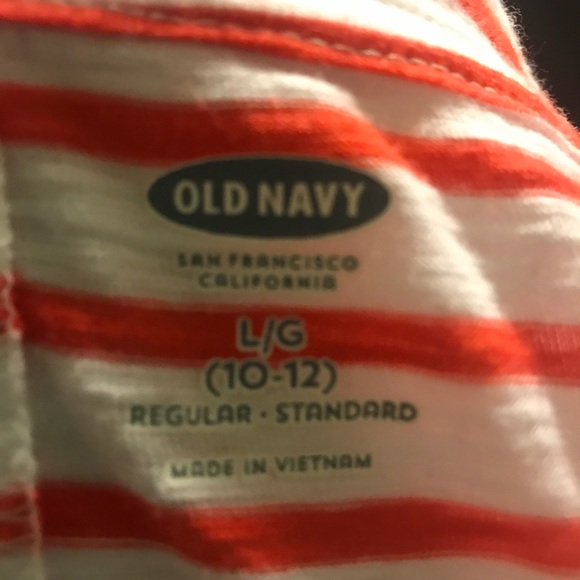 OLD NAVY
SAN FRANCISCO
CALIFORNIA
L/G
(10-12)
REGULAR · STANDARD
MADE IN VIETNAM